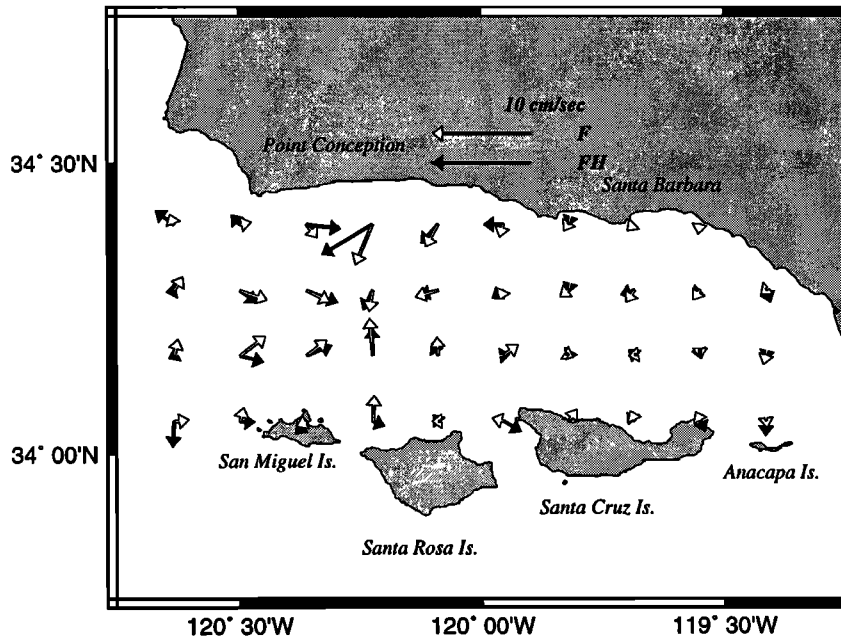 10 cm/sec
F
Point Conception
FH
34° 30'N
Santa Barbara
34° 00'N
San Miguel Is.
Anacapa Is.
Santa Cruz Is.
Santa Rosa Is.
120° 30'W
120° 00'W
119° 30'W